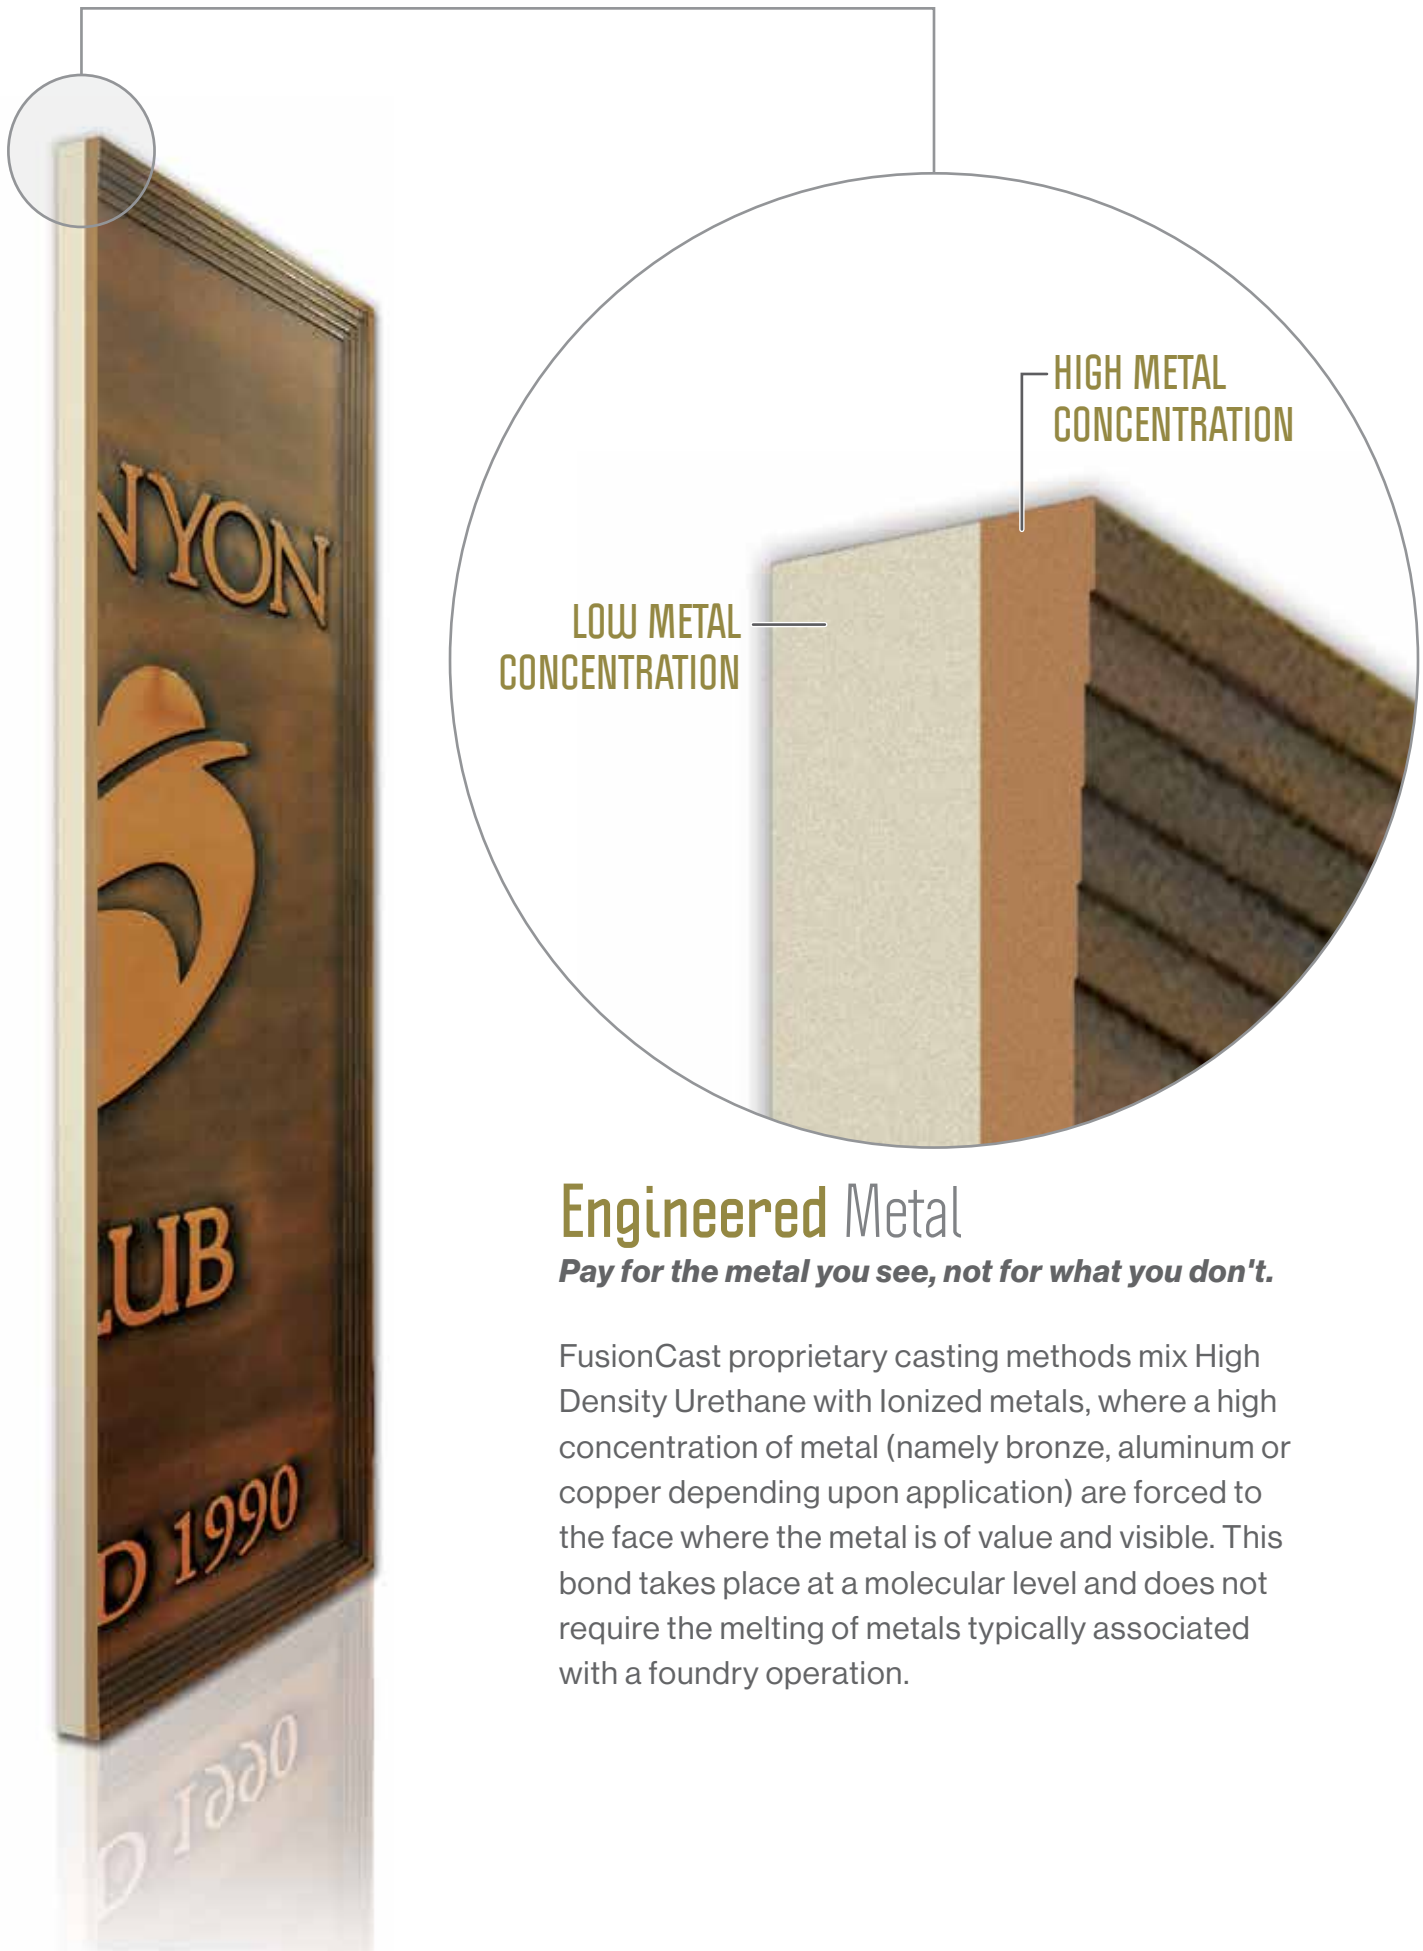 HIGH METAL
CONCENTRATION
LOW METAL
CONCENTRATION
NYON
LUB
D 1990
Engineered Metal
Pay for the metal you see, not for what you don't.
FusionCast proprietary casting methods mix High
Density Urethane with Ionized metals, where a high
concentration of metal (namely bronze, aluminum or
copper depending upon application) are forced to
the face where the metal is of value and visible. This
bond takes place at a molecular level and does not
require the melting of metals typically associated
with a foundry operation.